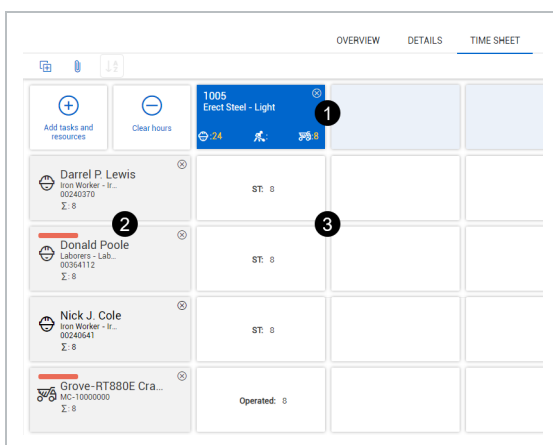 OVERVIEW DETAILS TIME SHEET
Add tasks and
resources
Clear hours
1005
Erect Steel - Light
:24 : :8
1
Darrel P. Lewis
Iron Worker - Ir...
00240370
Σ: 8
ST: 8
2
3
Donald Poole
Laborers - Lab...
00364112
Σ: 8
ST: 8
Nick J. Cole
Iron Worker - Ir...
00240641
Σ: 8
ST: 8
Grove-RT880E Cra...
MC-10000000
Σ: 8
Operated: 8